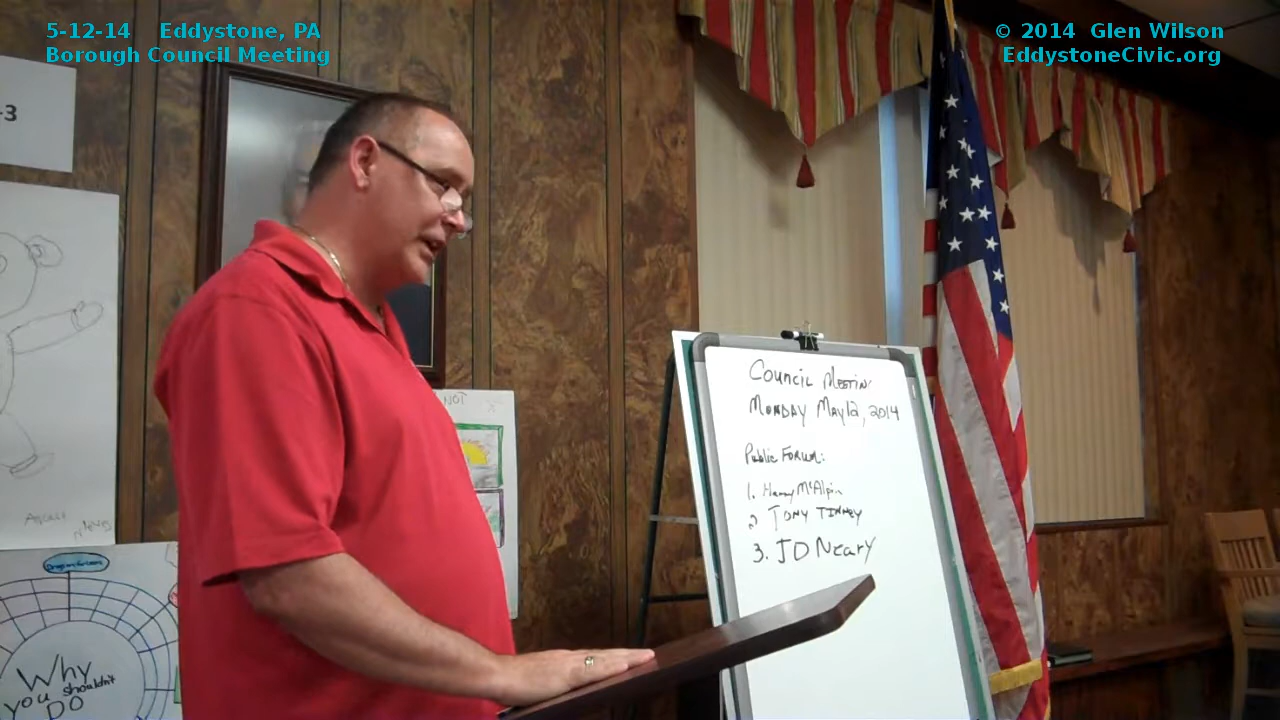 5-12-14 Eddystone, PA
Borough Council Meeting
© 2014 Glen Wilson
EddystoneCivic.org
-3
NOT
Council Meetin
Monday May 12, 2014
Public Forum:
1. Harry McAlpin
2 Tony Tinney
3. JD Neary
Why
you shouldn't
DO